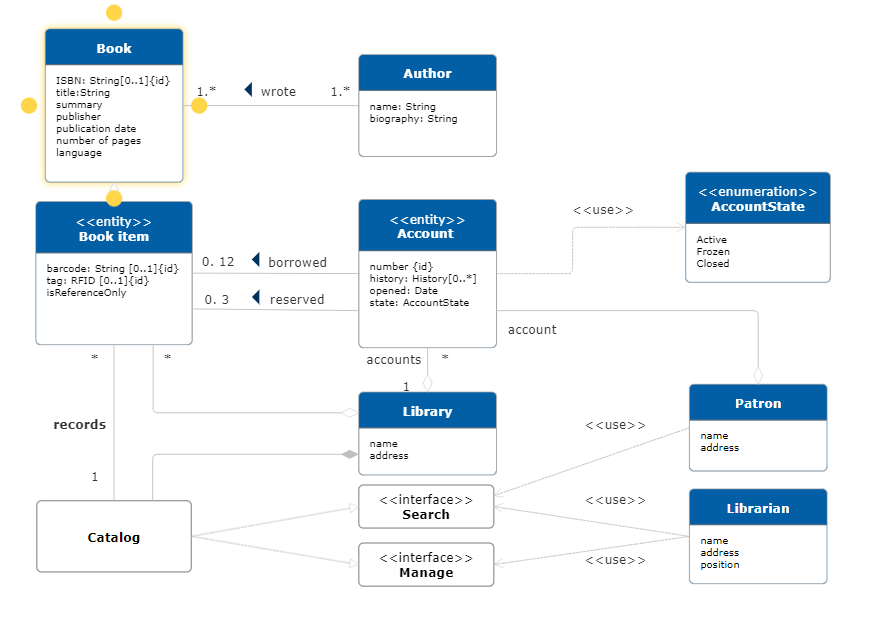 Book
ISBN: String[0..1]{id}
title:String
summary
publisher
publication date
number of pages
language
1.*
wrote
1.*
Author
name: String
biography: String
<<entity>>
Book item
barcode: String [0..1]{id}
tag: RFID [0..1]{id}
isReferenceOnly
0. 12
borrowed
0. 3
reserved
<<entity>>
Account
number {id}
history: History[0..*]
opened: Date
state: AccountState
<<use>>
<<enumeration>>
AccountState
Active
Frozen
Closed
account
*
*
accounts
*
1
records
1
Library
name
address
<<use>>
Patron
name
address
Catalog
<<interface>>
Search
<<use>>
<<interface>>
Manage
<<use>>
Librarian
name
address
position